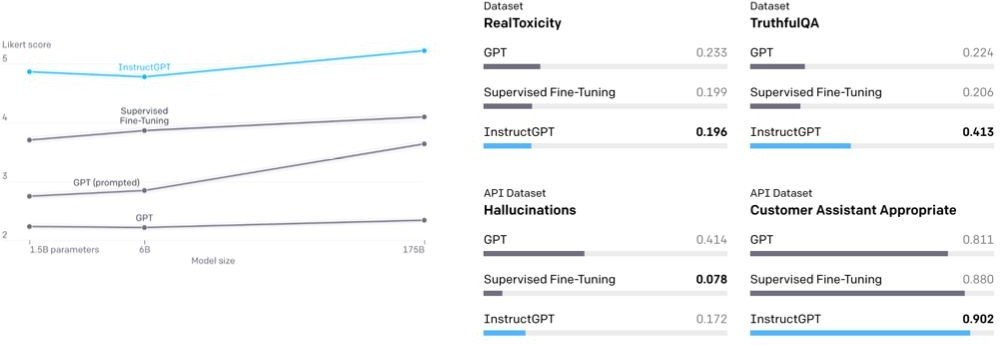 Likert score
5
InstructGPT
Supervised
Fine-Tuning
4
GPT (prompted)
3
GPT
2
1.5B parameters 6B 175B
Model size
Dataset
RealToxicity
GPT 0.233
Supervised Fine-Tuning 0.199
InstructGPT 0.196
Dataset
TruthfulQA
GPT 0.224
Supervised Fine-Tuning 0.206
InstructGPT 0.413
API Dataset
Hallucinations
GPT 0.414
Supervised Fine-Tuning 0.078
InstructGPT 0.172
API Dataset
Customer Assistant Appropriate
GPT 0.811
Supervised Fine-Tuning 0.880
InstructGPT 0.902